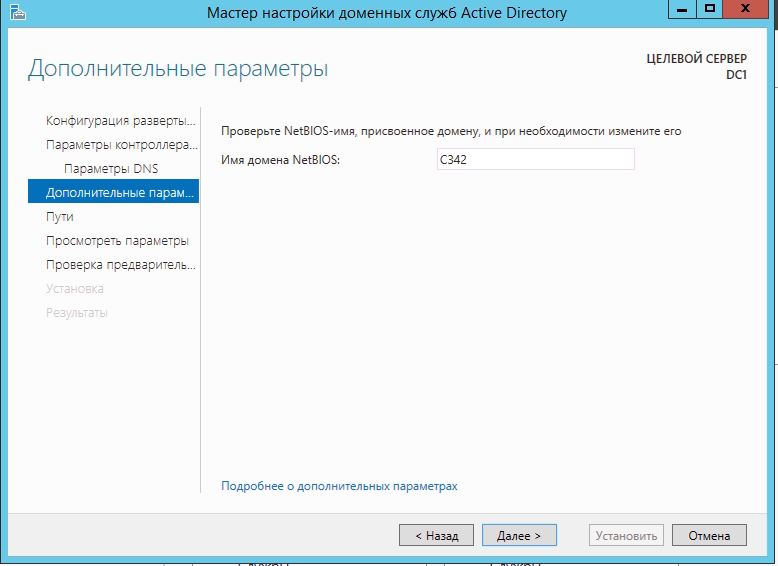 Мастер настройки доменных служб Active Directory
Дополнительные параметры
ЦЕЛЕВОЙ СЕРВЕР
DC1
Конфигурация разверты...
Параметры контроллера...
Параметры DNS
Дополнительные парам...
Пути
Просмотреть параметры
Проверка предваритель...
Установка
Результаты
Проверьте NetBIOS-имя, присвоенное домену, и при необходимости измените его
Имя домена NetBIOS: C342
Подробнее о дополнительных параметрах
< Назад Далее > Установить Отмена